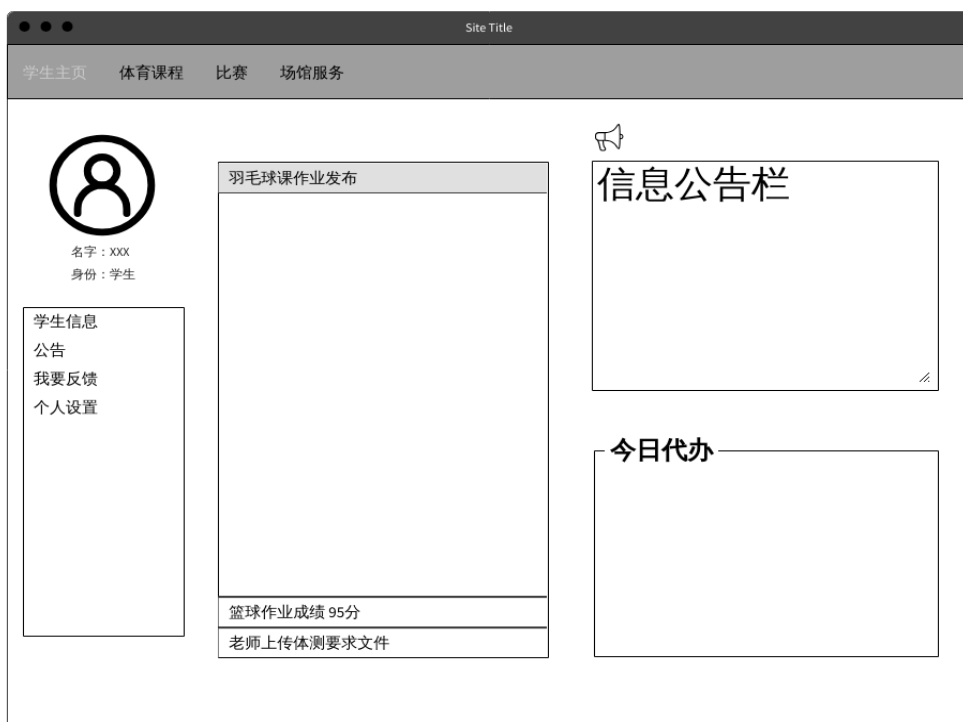 Site Title
学生主页 体育课程 比赛 场馆服务
名字：XXX
身份：学生
学生信息
公告
我要反馈
个人设置
羽毛球课作业发布
篮球作业成绩 95分
老师上传体测要求文件
信息公告栏
今日代办